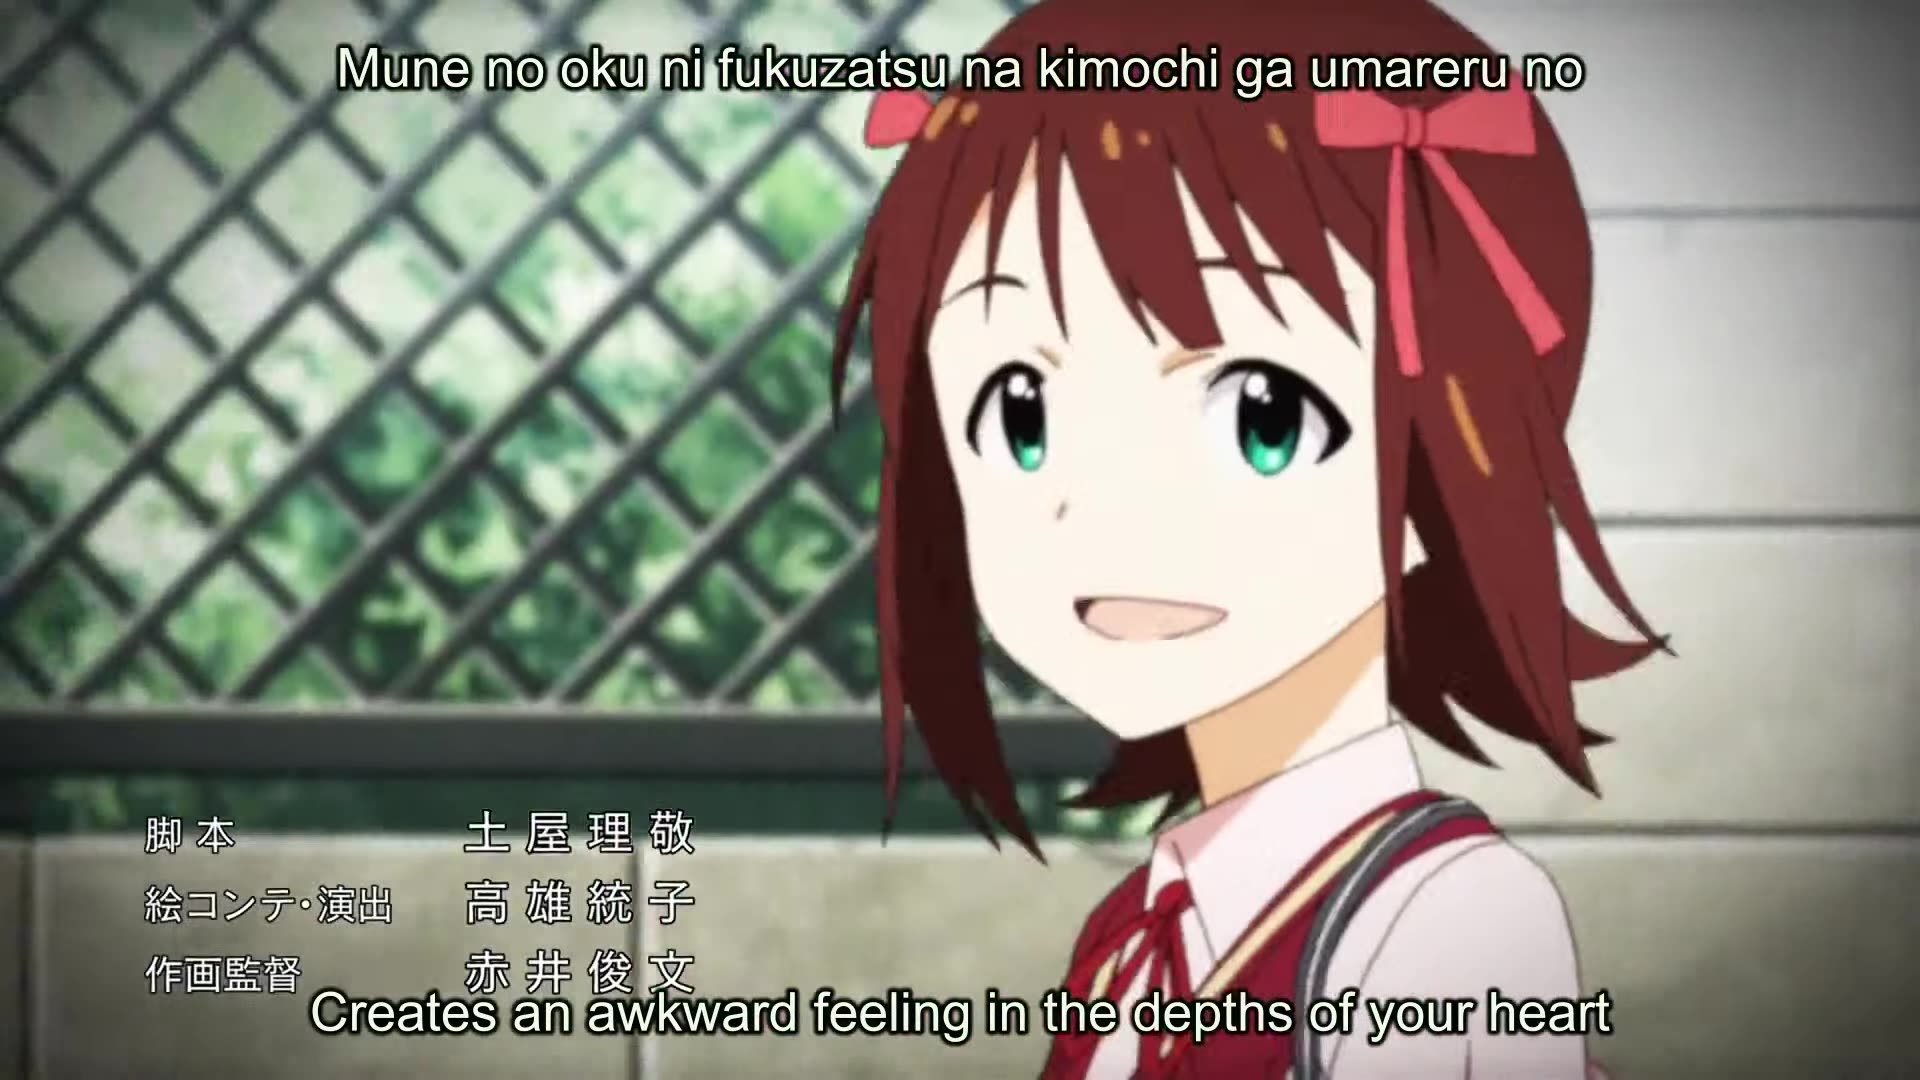 Mune no oku ni fukuzatsu na kimochi ga umareru no
脚本 土屋理敬
絵コンテ・演出 高雄統子
作画監督 赤井俊文
Creates an awkward feeling in the depths of your heart